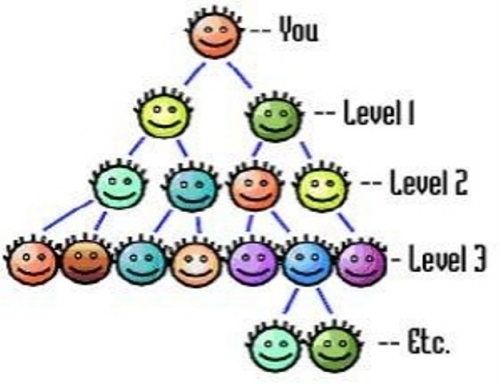 -- You
-- Level 1
-- Level 2
- Level 3
-- Etc.